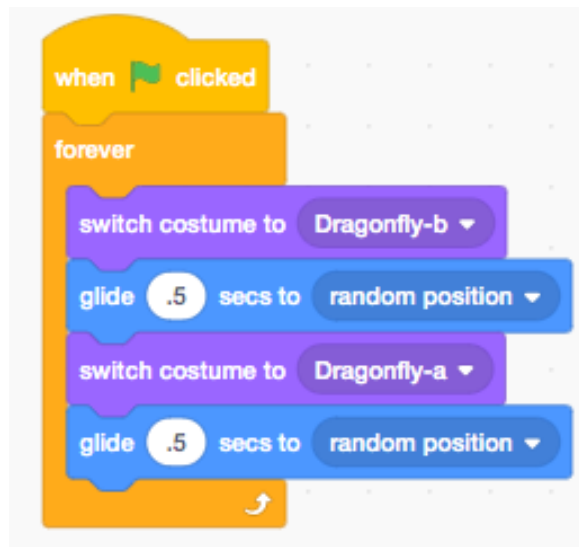 when clicked
forever
switch costume to Dragonfly-b
glide .5 secs to random position
switch costume to Dragonfly-a
glide .5 secs to random position